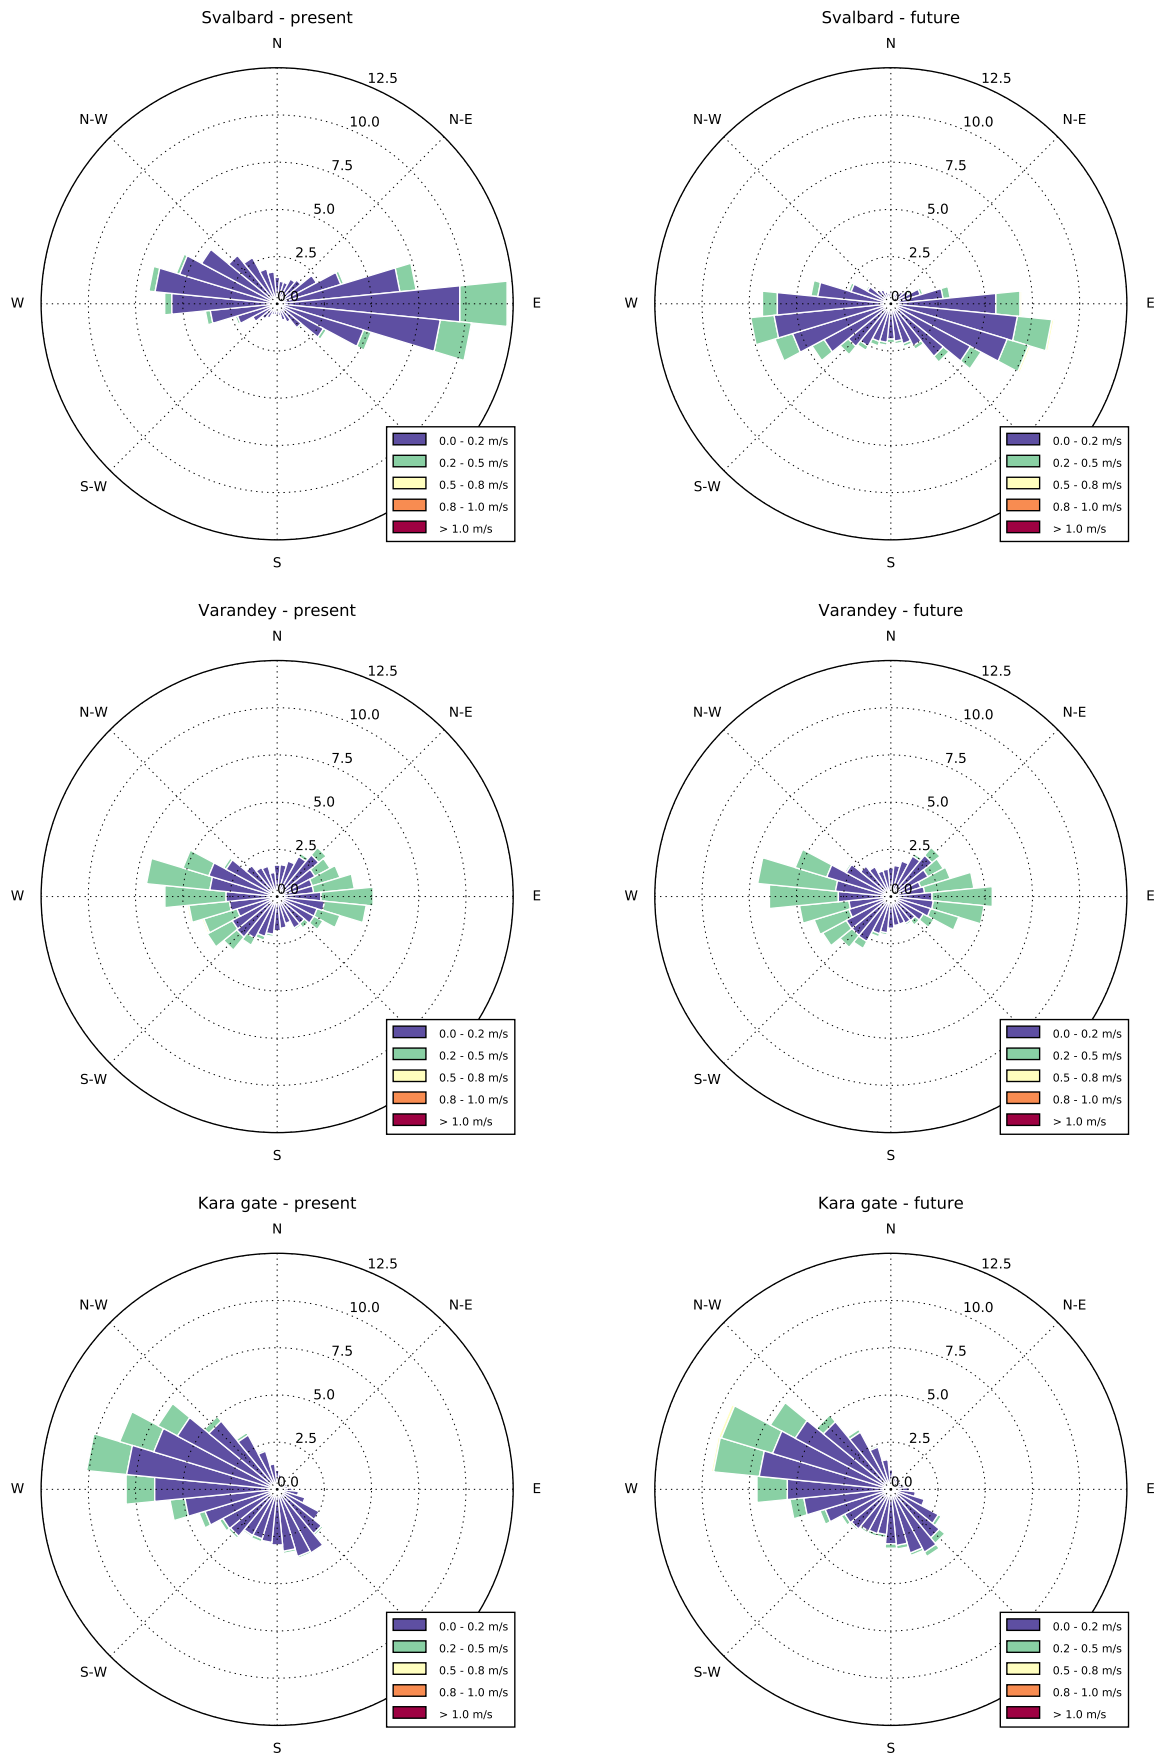 Svalbard - present
N
12.5
N-W
10.0
N-E
7.5
5.0
2.5
0.0
W
E
S-W
S
0.0 - 0.2 m/s
0.2 - 0.5 m/s
0.5 - 0.8 m/s
0.8 - 1.0 m/s
> 1.0 m/s
Svalbard - future
N
12.5
N-W
10.0
N-E
7.5
5.0
2.5
0.0
W
E
S-W
S
0.0 - 0.2 m/s
0.2 - 0.5 m/s
0.5 - 0.8 m/s
0.8 - 1.0 m/s
> 1.0 m/s
Varandey - present
N
12.5
N-W
10.0
N-E
7.5
5.0
2.5
0.0
W
E
S-W
S
0.0 - 0.2 m/s
0.2 - 0.5 m/s
0.5 - 0.8 m/s
0.8 - 1.0 m/s
> 1.0 m/s
Varandey - future
N
12.5
N-W
10.0
N-E
7.5
5.0
2.5
0.0
W
E
S-W
S
0.0 - 0.2 m/s
0.2 - 0.5 m/s
0.5 - 0.8 m/s
0.8 - 1.0 m/s
> 1.0 m/s
Kara gate - present
N
12.5
N-W
10.0
N-E
7.5
5.0
2.5
0.0
W
E
S-W
S
0.0 - 0.2 m/s
0.2 - 0.5 m/s
0.5 - 0.8 m/s
0.8 - 1.0 m/s
> 1.0 m/s
Kara gate - future
N
12.5
N-W
10.0
N-E
7.5
5.0
2.5
0.0
W
E
S-W
S
0.0 - 0.2 m/s
0.2 - 0.5 m/s
0.5 - 0.8 m/s
0.8 - 1.0 m/s
> 1.0 m/s